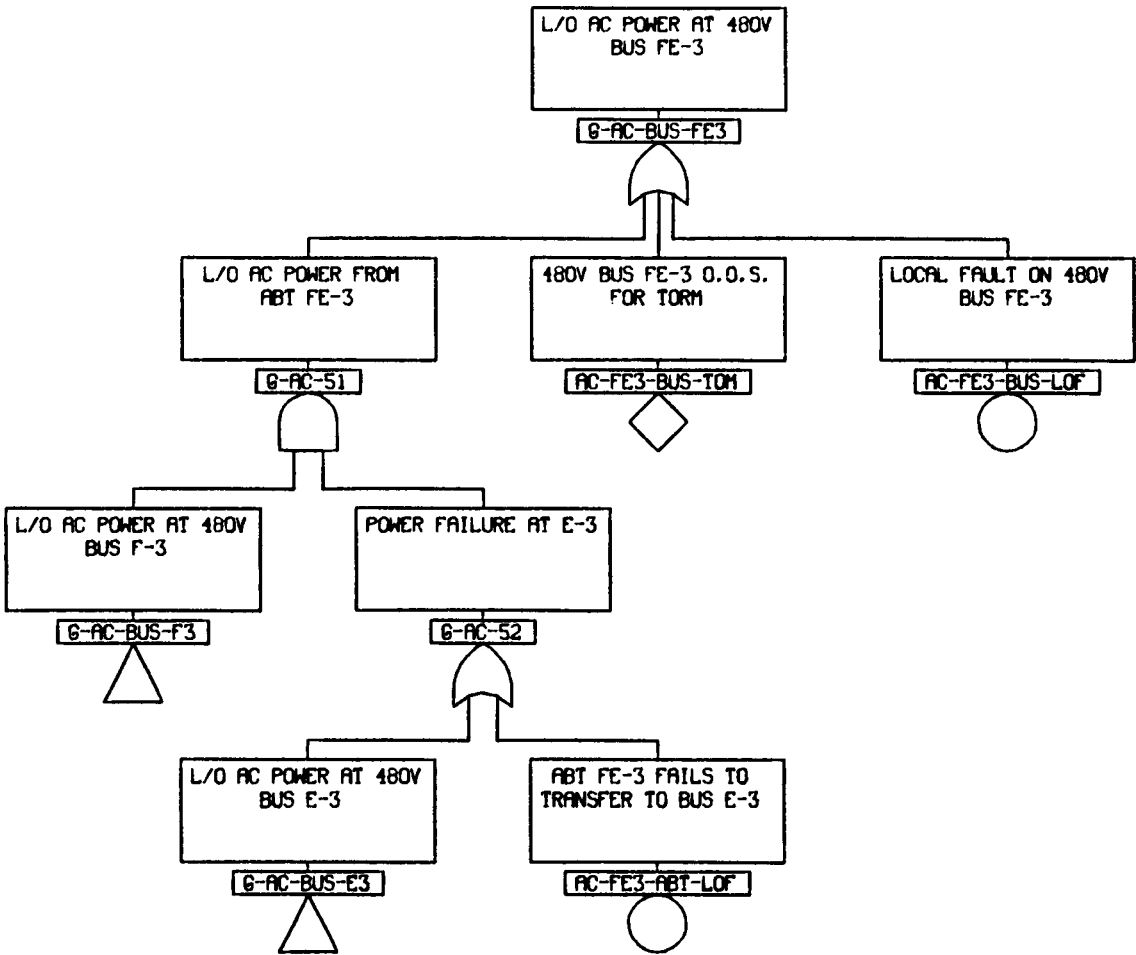 L/O AC POWER AT 480V
BUS FE-3
G-AC-BUS-FE3
L/O AC POWER FROM
ABT FE-3
G-AC-51
480V BUS FE-3 O.O.S.
FOR TORM
AC-FE3-BUS-TOM
LOCAL FAULT ON 480V
BUS FE-3
AC-FE3-BUS-LOF
L/O AC POWER AT 480V
BUS F-3
G-AC-BUS-F3
POWER FAILURE AT E-3
G-AC-52
L/O AC POWER AT 480V
BUS E-3
G-AC-BUS-E3
ABT FE-3 FAILS TO
TRANSFER TO BUS E-3
AC-FE3-ABT-LOF